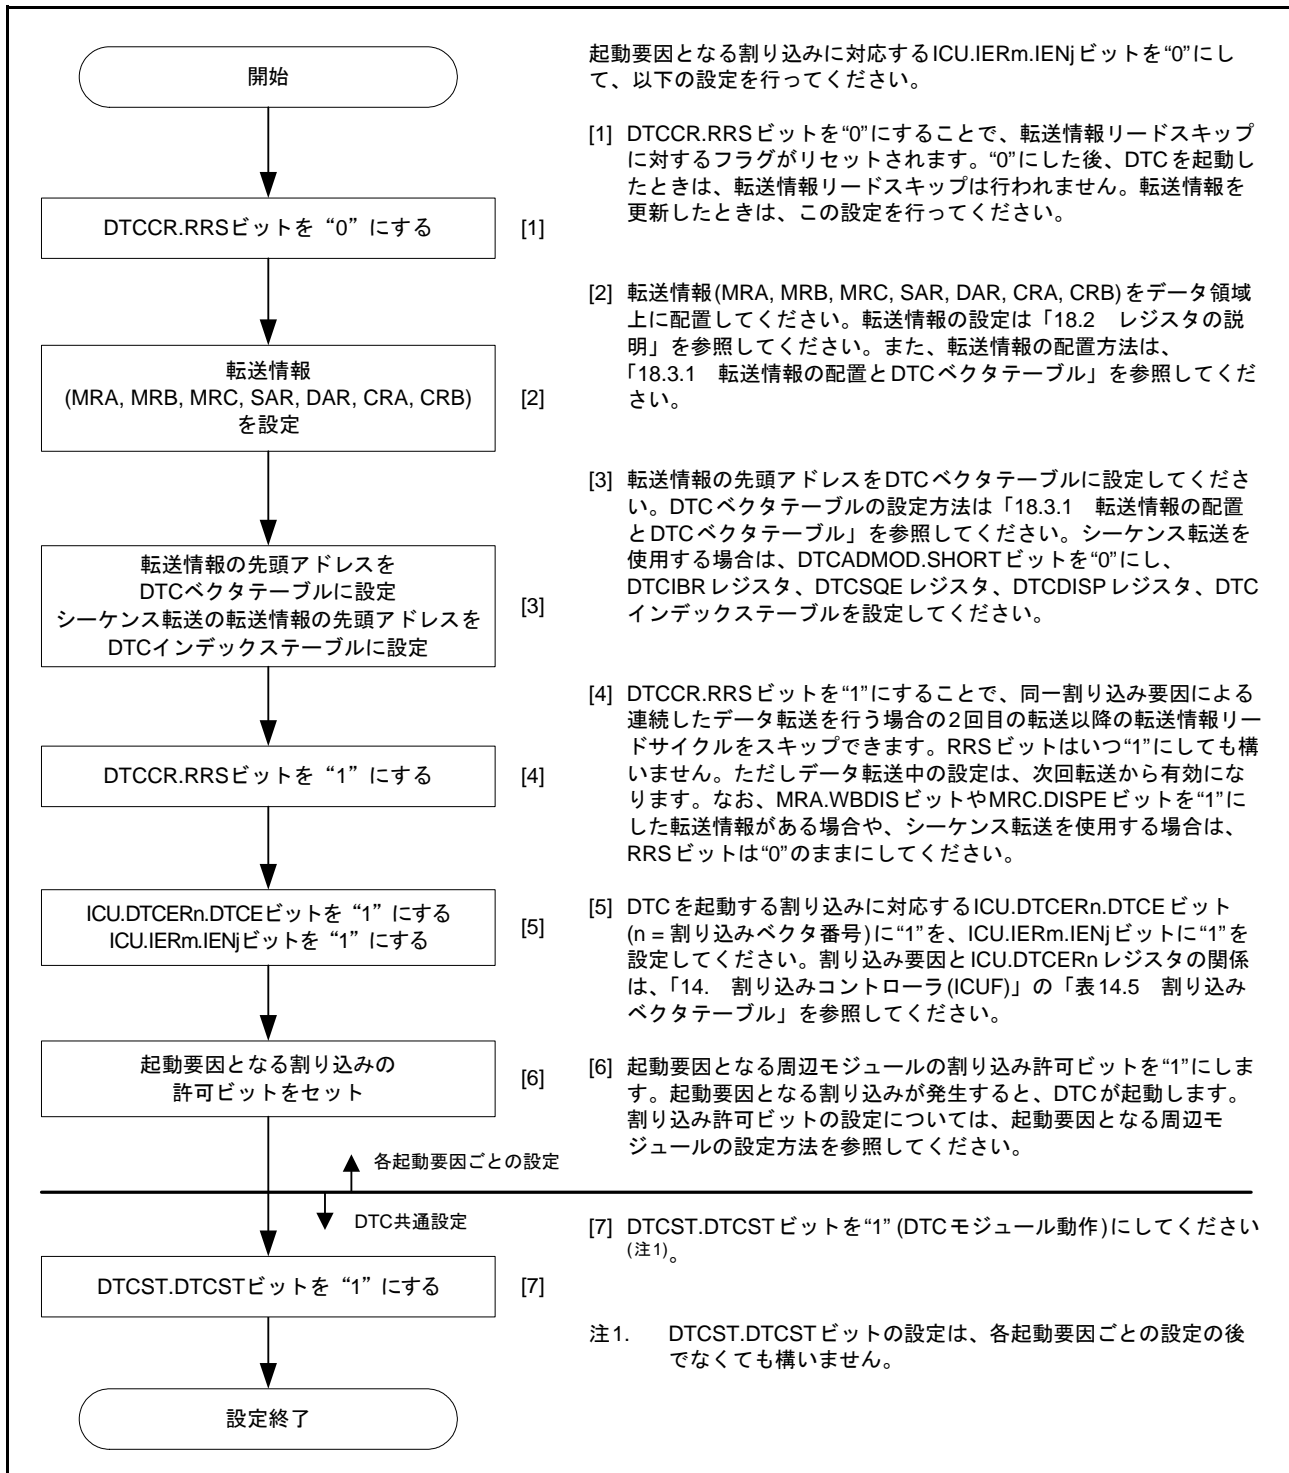 開始
DTCCR.RRSビットを“0”にする
[1]
転送情報
(MRA, MRB, MRC, SAR, DAR, CRA, CRB)
を設定
[2]
転送情報の先頭アドレスを
DTCベクタテーブルに設定
シーケンス転送の転送情報の先頭アドレスを
DTCインデックステーブルに設定
[3]
DTCCR.RRSビットを“1”にする
[4]
ICU.DTCERn.DTCEビットを“1”にする
ICU.IERm.IENjビットを“1”にする
[5]
起動要因となる割り込みの
許可ビットをセット
[6]
各起動要因ごとの設定
DTC共通設定
DTCST.DTCSTビットを“1”にする
[7]
設定終了
起動要因となる割り込みに対応するICU.IERm.IENjビットを“0”にし
て、以下の設定を行ってください。
[1] DTCCR.RRSビットを“0”にすることで、転送情報リードスキップ
に対するフラグがリセットされます。“0”にした後、DTCを起動し
たときは、転送情報リードスキップは行われません。転送情報を
更新したときは、この設定を行ってください。
[2] 転送情報(MRA, MRB, MRC, SAR, DAR, CRA, CRB)をデータ領域
上に配置してください。転送情報の設定は「18.2 レジスタの説
明」を参照してください。また、転送情報の配置方法は、
「18.3.1 転送情報の配置とDTCベクタテーブル」を参照してくだ
さい。
[3] 転送情報の先頭アドレスをDTCベクタテーブルに設定してくださ
い。DTCベクタテーブルの設定方法は「18.3.1 転送情報の配置
とDTCベクタテーブル」を参照してください。シーケンス転送を
使用する場合は、DTCADMOD.SHORTビットを“0”にし、
DTCIBRレジスタ、DTCSQEレジスタ、DTCDISPレジスタ、DTC
インデックステーブルを設定してください。
[4] DTCCR.RRSビットを“1”にすることで、同一割り込み要因による
連続したデータ転送を行う場合の2回目の転送以降の転送情報リー
ドサイクルをスキップできます。RRSビットはいつ“1”にしても構
いません。ただしデータ転送中の設定は、次回転送から有効にな
ります。なお、MRA.WBDISビットやMRC.DISPEビットを“1”に
した転送情報がある場合や、シーケンス転送を使用する場合は、
RRSビットは“0”のままにしてください。
[5] DTCを起動する割り込みに対応するICU.DTCERn.DTCEビット
(n = 割り込みベクタ番号)に“1”を、ICU.IERm.IENjビットに“1”を
設定してください。割り込み要因とICU.DTCERnレジスタの関係
は、「14. 割り込みコントローラ(ICUF)」の「表14.5 割り込み
ベクタテーブル」を参照してください。
[6] 起動要因となる周辺モジュールの割り込み許可ビットを“1”にしま
す。起動要因となる割り込みが発生すると、DTCが起動します。
割り込み許可ビットの設定については、起動要因となる周辺モ
ジュールの設定方法を参照してください。
[7] DTCST.DTCSTビットを“1” (DTCモジュール動作)にしてください
(注1)。
注1. DTCST.DTCSTビットの設定は、各起動要因ごとの設定の後
でなくても構いません。